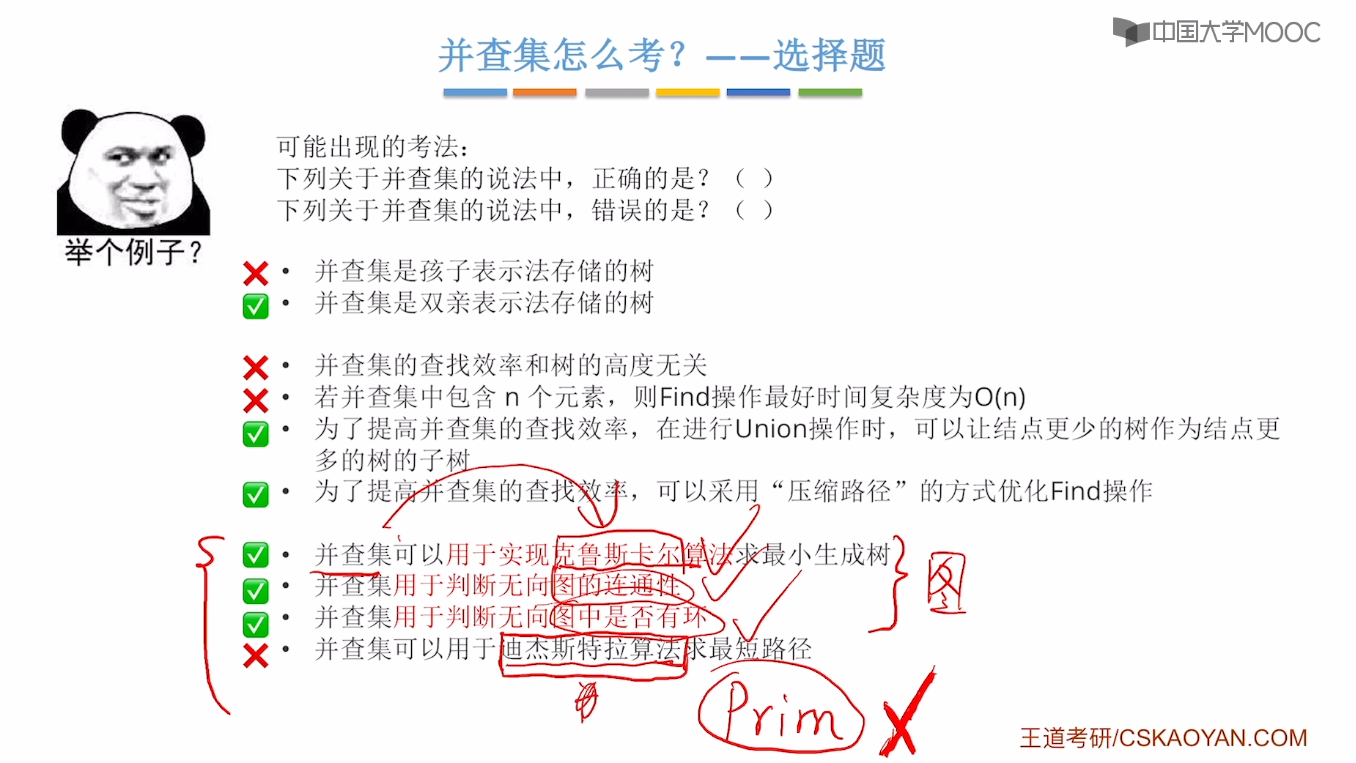 中国大学MOOC
并查集怎么考？——选择题
可能出现的考法：
下列关于并查集的说法中，正确的是？（ ）
下列关于并查集的说法中，错误的是？（ ）
举个例子？
并查集是孩子表示法存储的树
并查集是双亲表示法存储的树
并查集的查找效率和树的高度无关
若并查集中包含 n 个元素，则Find操作最好时间复杂度为O(n)
为了提高并查集的查找效率，在进行Union操作时，可以让结点更少的树作为结点更
多的树的子树
为了提高并查集的查找效率，可以采用“压缩路径”的方式优化Find操作
并查集可以用于实现克鲁斯卡尔算法求最小生成树
并查集用于判断无向图的连通性
并查集用于判断无向图中是否有环
图
并查集可以用于迪杰斯特拉算法求最短路径
Prim
王道考研/CSKAOYAN.COM